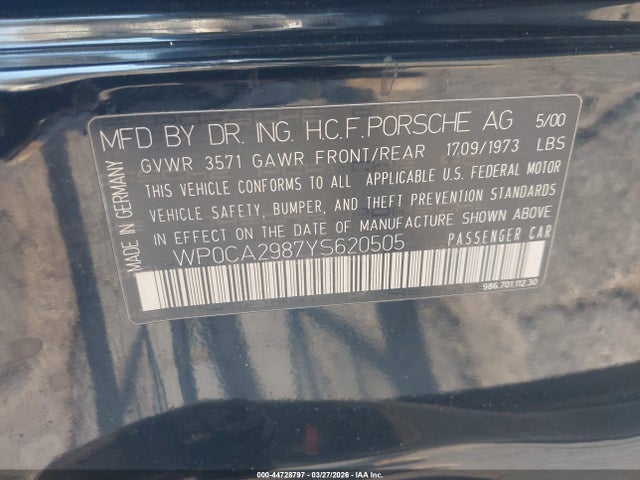 MFD BY DR. ING. H.C.F. PORSCHE AG 5/00
GVWR 3571 GAWR FRONT/REAR 1709/1973 LBS
THIS VEHICLE CONFORMS TO ALL APPLICABLE U.S. FEDERAL MOTOR
VEHICLE SAFETY, BUMPER, AND THEFT PREVENTION STANDARDS
IN EFFECT ON THE DATE OF MANUFACTURE SHOWN ABOVE
WP0CA2987YS620505 PASSENGER CAR
986.701.112.30
MADE IN GERMANY
000-44728797 - 03/27/2026 - IAA Inc.